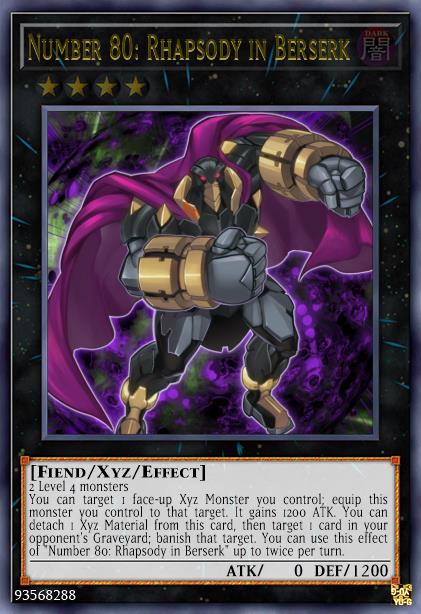 Number 80: Rhapsody in Berserk
DARK
闇
[Fiend/Xyz/Effect]
2 Level 4 monsters
You can target 1 face-up Xyz Monster you control; equip this
monster you control to that target. It gains 1200 ATK. You can
detach 1 Xyz Material from this card, then target 1 card in your
opponent's Graveyard; banish that target. You can use this effect
of "Number 80: Rhapsody in Berserk" up to twice per turn.
ATK/ 0 DEF/1200
93568288